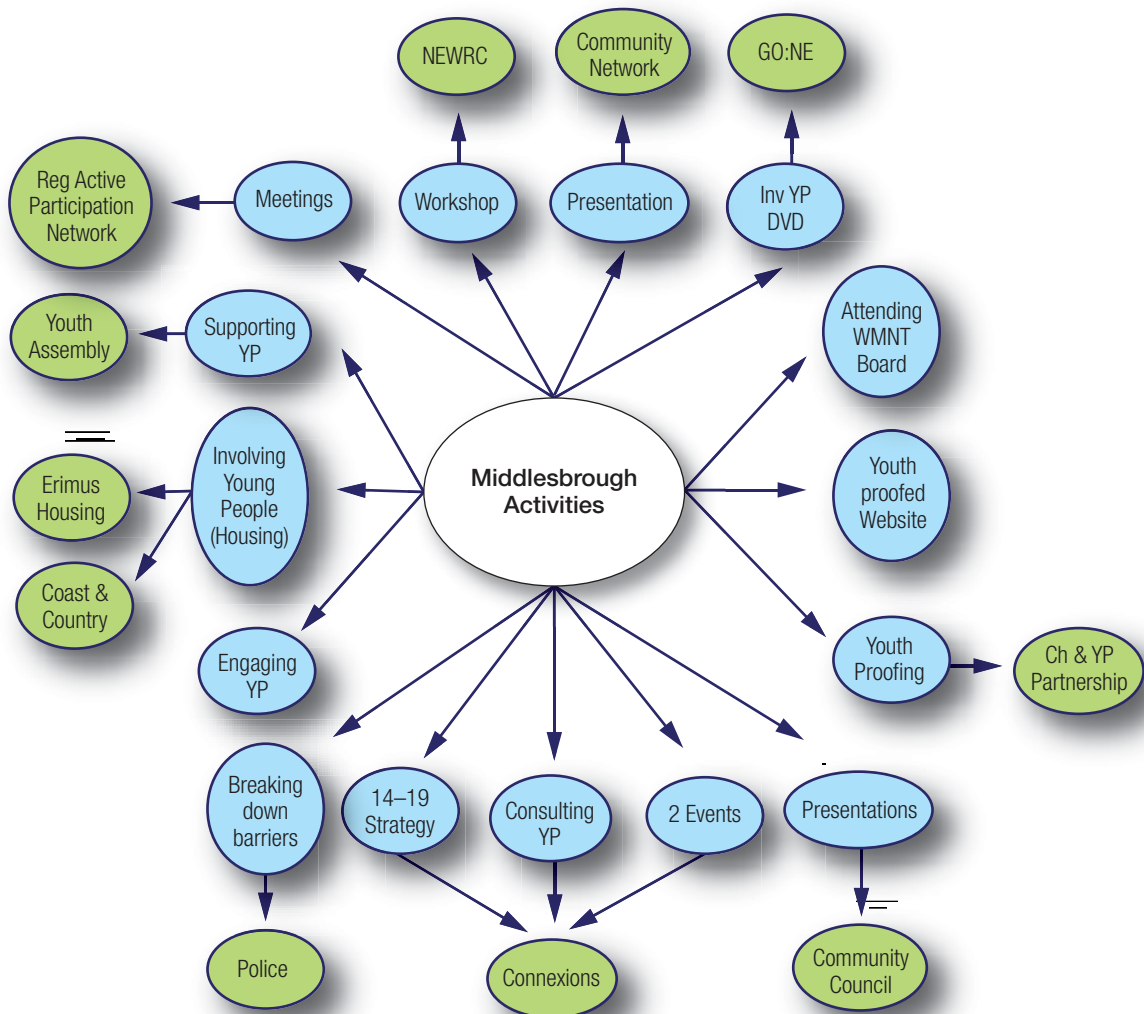 NEWRC
Community
Network
GO:NE
Reg Active
Participation
Network
Meetings
Workshop
Presentation
Inv YP
DVD
Youth
Assembly
Supporting
YP
Attending
WMNT
Board
Erimus
Housing
Involving
Young
People
(Housing)
Middlesbrough
Activities
Youth
proofed
Website
Coast &
Country
Engaging
YP
Youth
Proofing
Ch & YP
Partnership
Breaking
down
barriers
14–19
Strategy
Consulting
YP
2 Events
Presentations
Police
Connexions
Community
Council